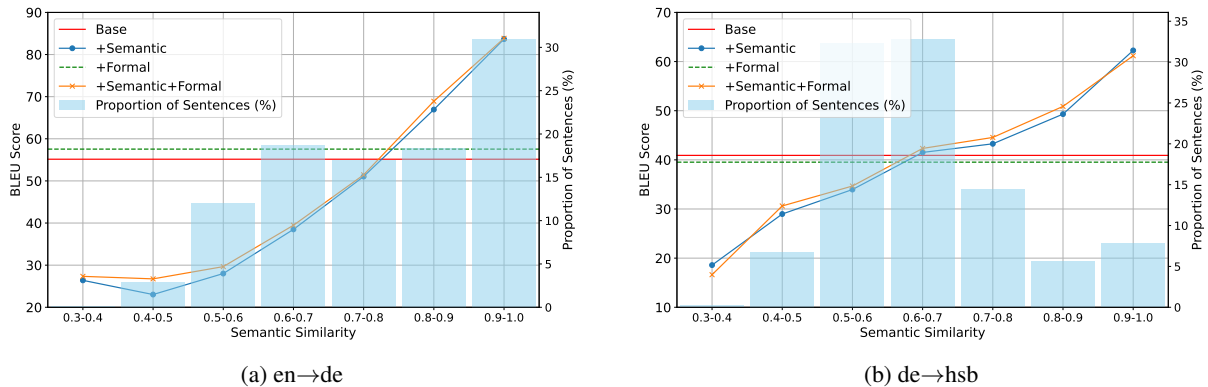 90
80
70
60
50
40
30
20
BLEU Score
Base
+Semantic
+Formal
+Semantic+Formal
Proportion of Sentences (%)
30
25
20
15
10
5
0
Proportion of Sentences (%)
0.3-0.4 0.4-0.5 0.5-0.6 0.6-0.7 0.7-0.8 0.8-0.9 0.9-1.0
Semantic Similarity
(a) en→de
70
60
50
40
30
20
10
BLEU Score
Base
+Semantic
+Formal
+Semantic+Formal
Proportion of Sentences (%)
35
30
25
20
15
10
5
0
Proportion of Sentences (%)
0.3-0.4 0.4-0.5 0.5-0.6 0.6-0.7 0.7-0.8 0.8-0.9 0.9-1.0
Semantic Similarity
(b) de→hsb